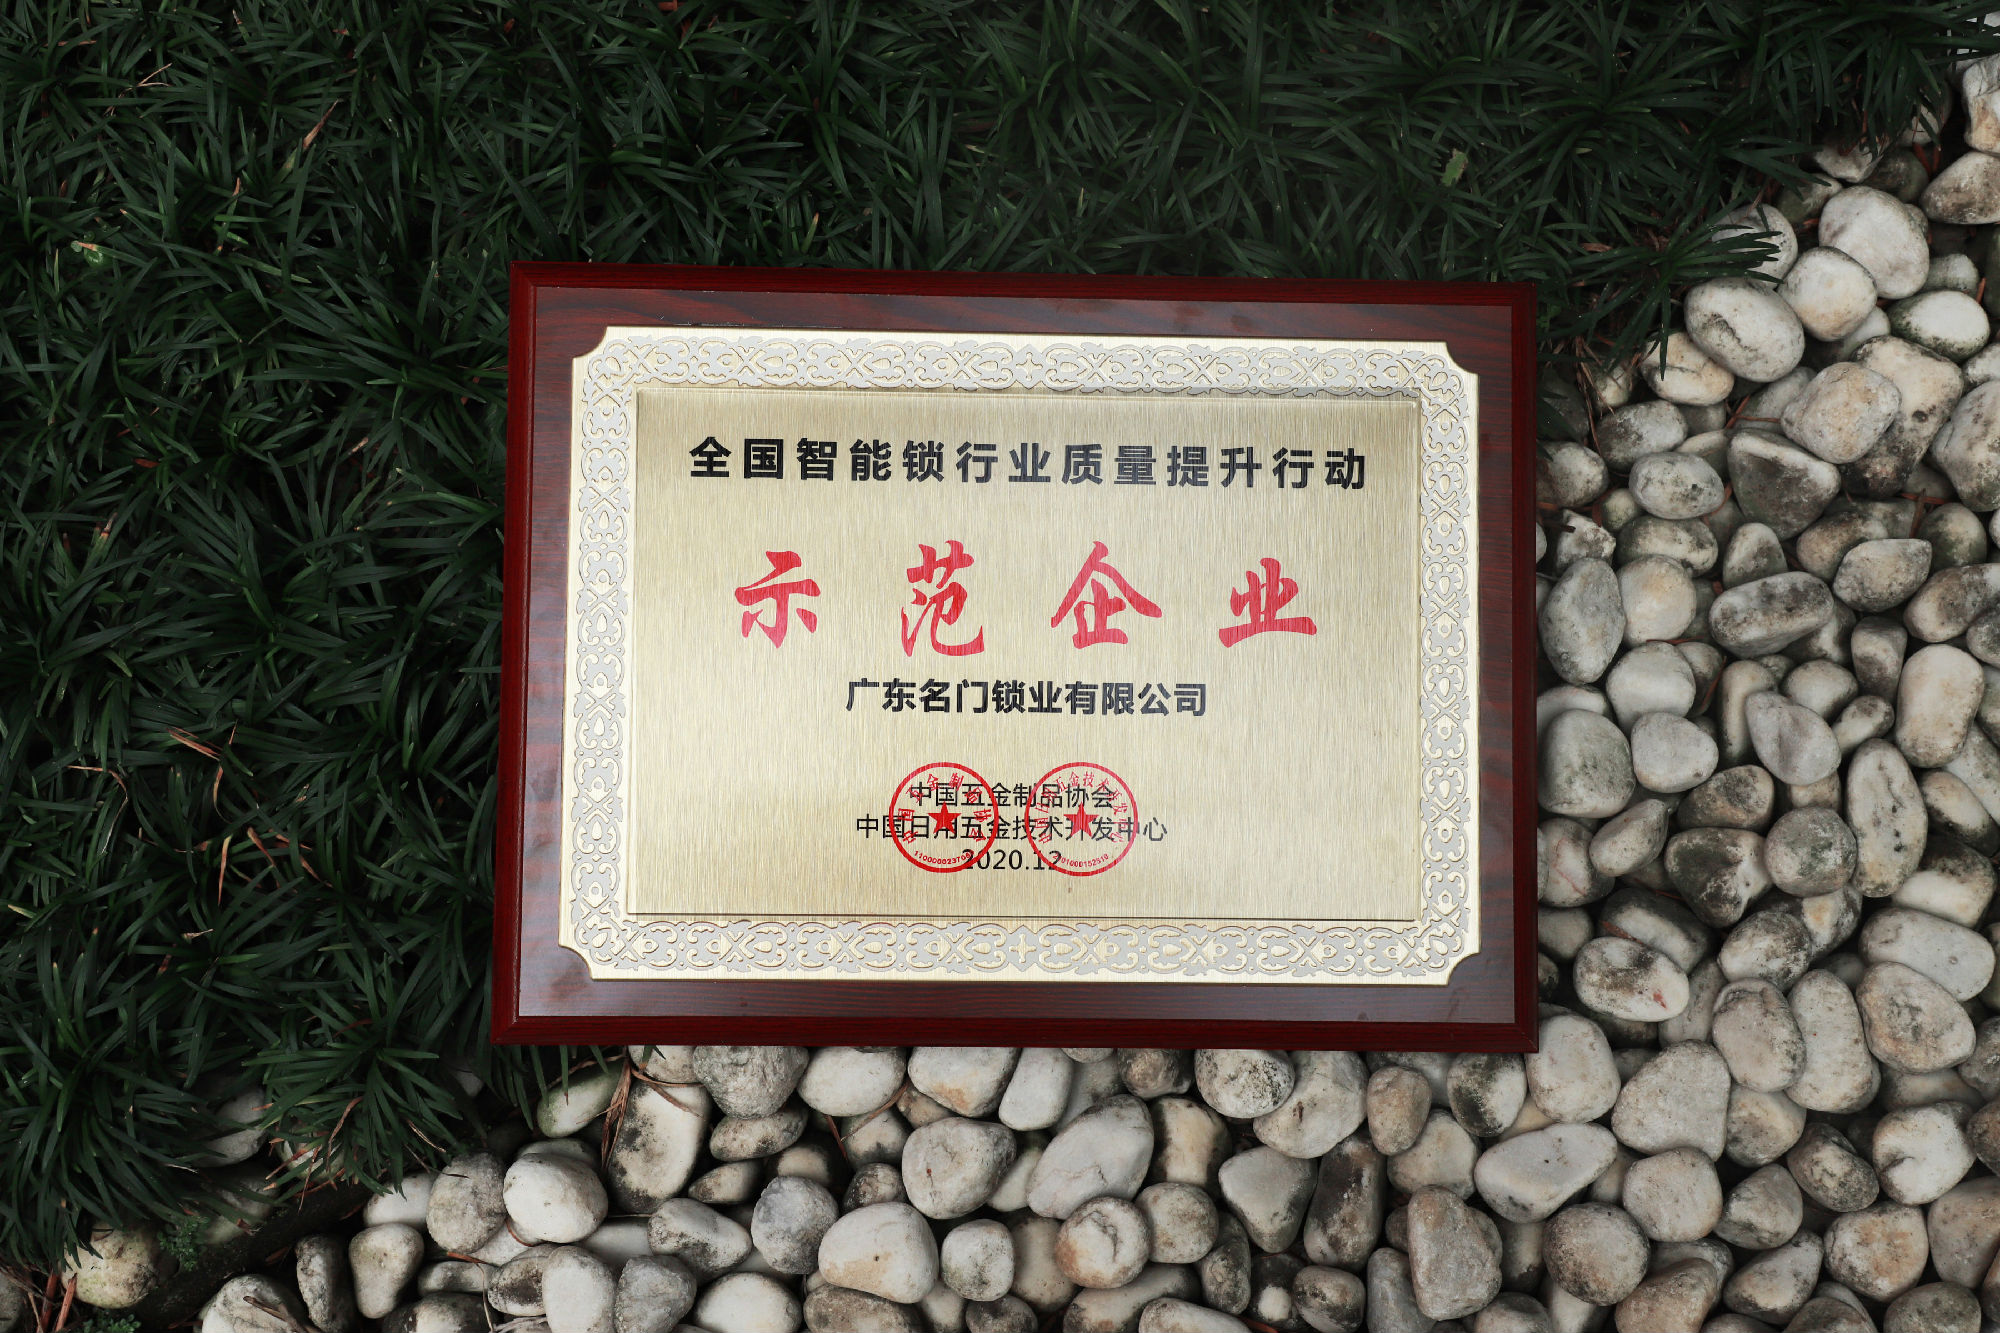 全国智能锁行业质量提升行动
示范企业
广东名门锁业有限公司
中国五金制品协会
中国日用五金技术开发中心
2020.12